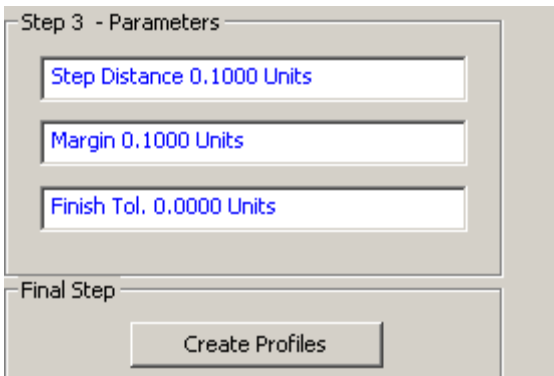 Step 3 - Parameters
Step Distance 0.1000 Units
Margin 0.1000 Units
Finish Tol. 0.0000 Units
Final Step
Create Profiles